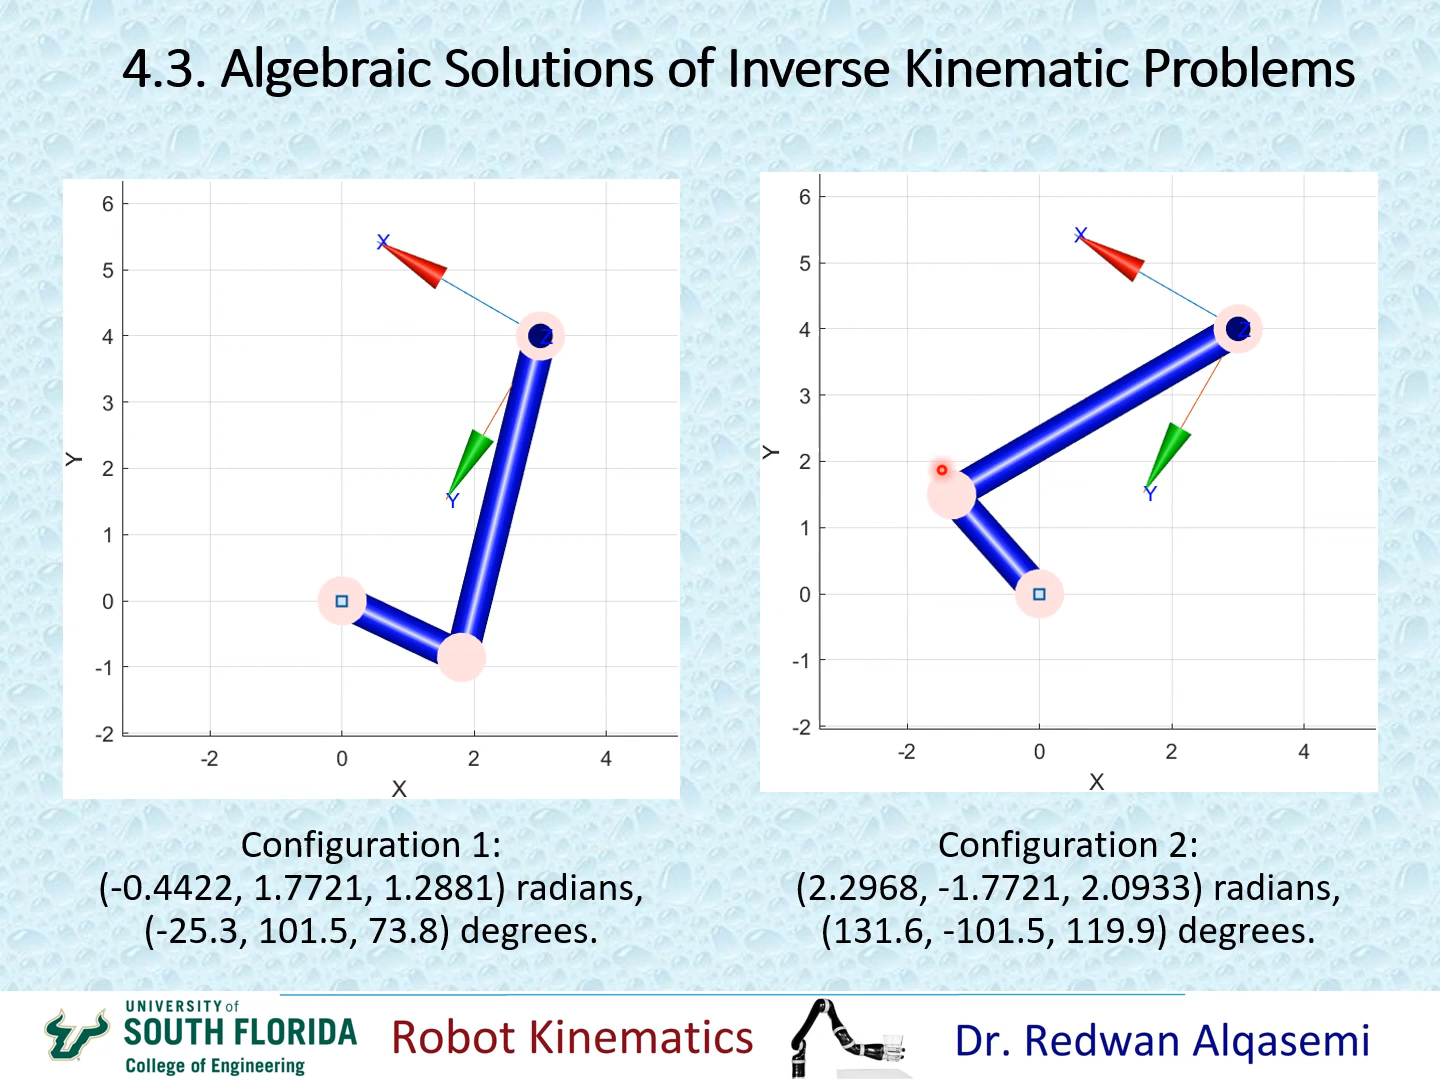 4.3. Algebraic Solutions of Inverse Kinematic Problems
6
5
4
3
2
1
0
-1
-2
-2 0 2 4
X
Y
X
Y
Z
6
5
4
3
2
1
0
-1
-2
-2 0 2 4
X
Y
X
Y
Z
Configuration 1:
(-0.4422, 1.7721, 1.2881) radians,
(-25.3, 101.5, 73.8) degrees.
Configuration 2:
(2.2968, -1.7721, 2.0933) radians,
(131.6, -101.5, 119.9) degrees.
UNIVERSITY of
SOUTH FLORIDA
College of Engineering
Robot Kinematics
Dr. Redwan Alqasemi